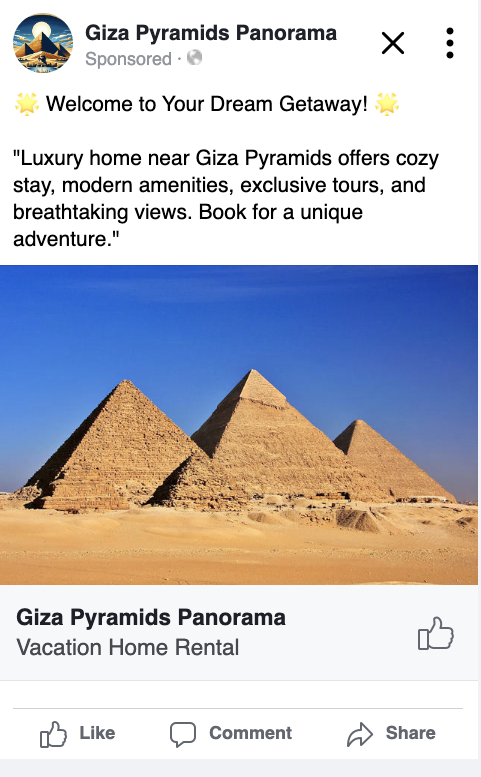 Giza Pyramids Panorama
Sponsored ·
🌟 Welcome to Your Dream Getaway! 🌟
"Luxury home near Giza Pyramids offers cozy
stay, modern amenities, exclusive tours, and
breathtaking views. Book for a unique
adventure."
Giza Pyramids Panorama
Vacation Home Rental
Like Comment Share